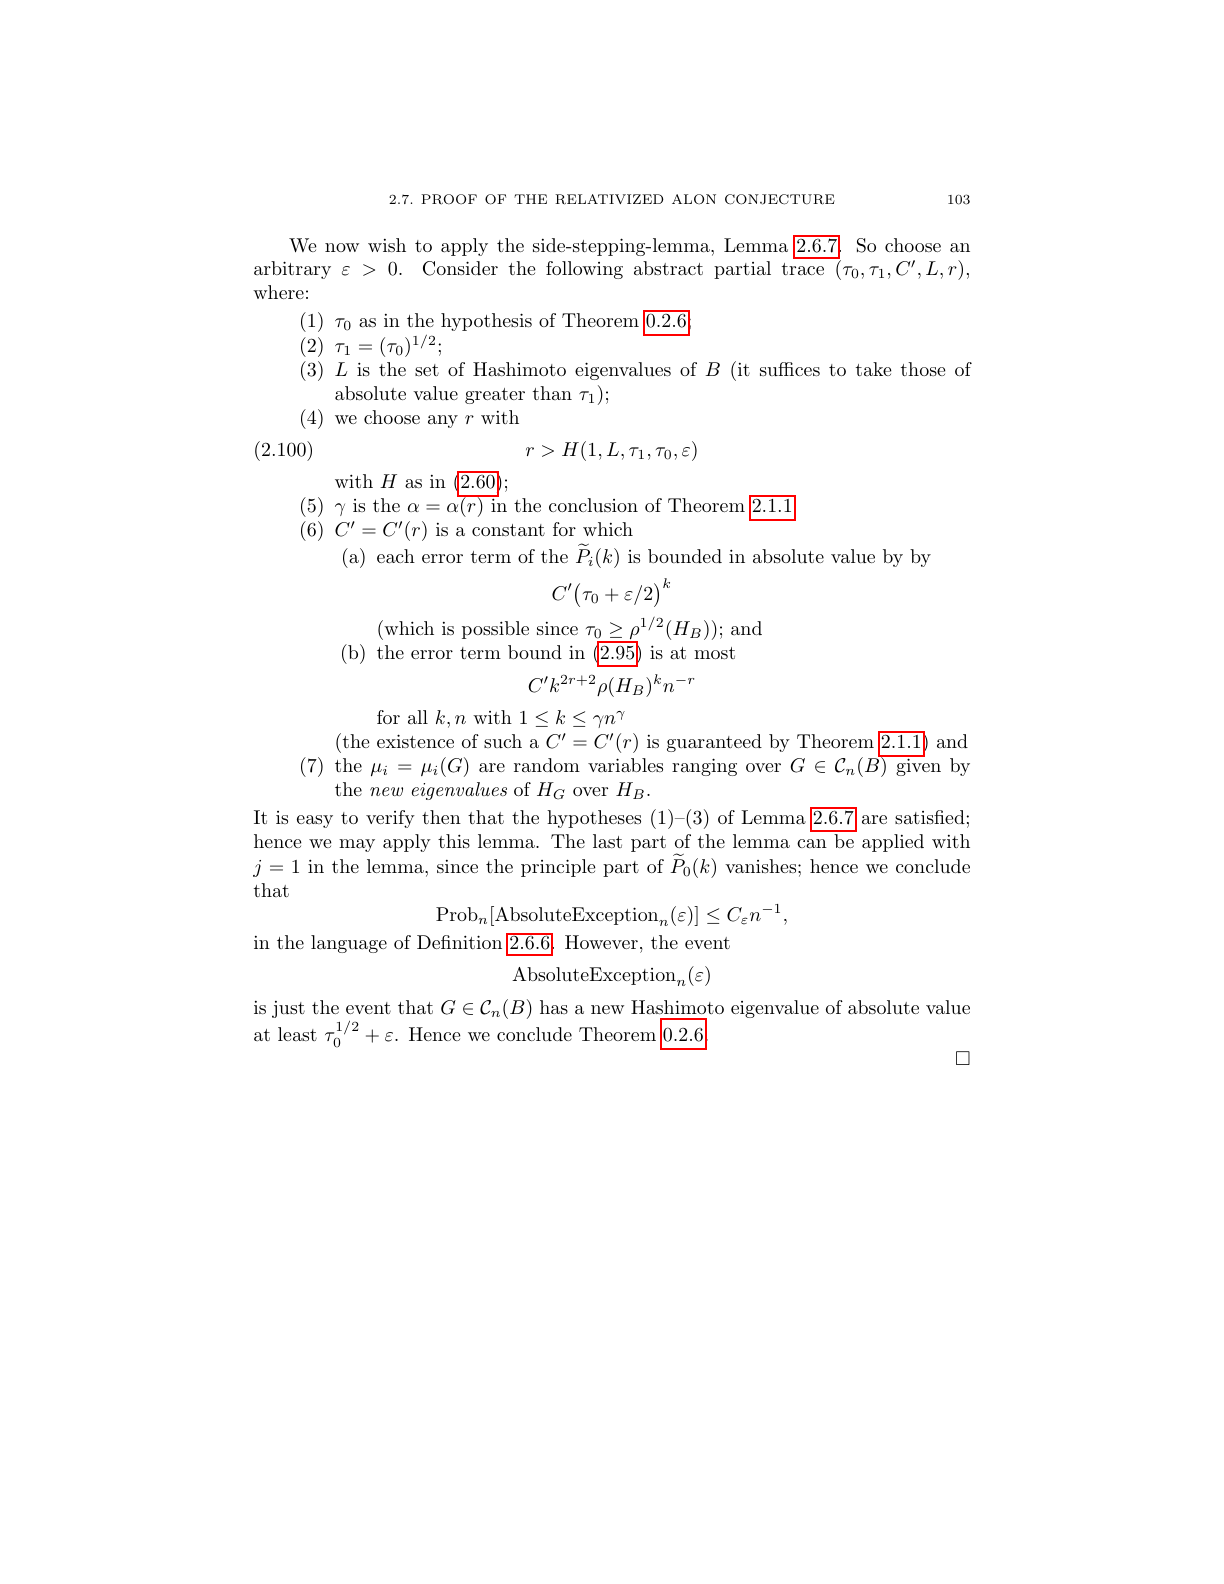 2.7. PROOF OF THE RELATIVIZED ALON CONJECTURE 103
We now wish to apply the side-stepping-lemma, Lemma 2.6.7. So choose an
arbitrary ε > 0. Consider the following abstract partial trace (τ₀, τ₁, C′, L, r),
where:
(1) τ₀ as in the hypothesis of Theorem 0.2.6;
(2) τ₁ = (τ₀)^{1/2};
(3) L is the set of Hashimoto eigenvalues of B (it suffices to take those of
absolute value greater than τ₁);
(4) we choose any r with
(2.100) r > H(1, L, τ₁, τ₀, ε)
with H as in (2.60);
(5) γ is the α = α(r) in the conclusion of Theorem 2.1.1
(6) C′ = C′(r) is a constant for which
(a) each error term of the P̃ᵢ(k) is bounded in absolute value by by
C′(τ₀ + ε/2)^k
(which is possible since τ₀ ≥ ρ^{1/2}(H_B)); and
(b) the error term bound in (2.95) is at most
C′k^{2r+2}ρ(H_B)^k n^{−r}
for all k, n with 1 ≤ k ≤ γn^γ
(the existence of such a C′ = C′(r) is guaranteed by Theorem 2.1.1) and
(7) the μᵢ = μᵢ(G) are random variables ranging over G ∈ 𝒞ₙ(B) given by
the new eigenvalues of H_G over H_B.
It is easy to verify then that the hypotheses (1)–(3) of Lemma 2.6.7 are satisfied;
hence we may apply this lemma. The last part of the lemma can be applied with
j = 1 in the lemma, since the principle part of P̃₀(k) vanishes; hence we conclude
that
Probₙ[AbsoluteExceptionₙ(ε)] ≤ C_ε n^{−1},
in the language of Definition 2.6.6. However, the event
AbsoluteExceptionₙ(ε)
is just the event that G ∈ 𝒞ₙ(B) has a new Hashimoto eigenvalue of absolute value
at least τ₀^{1/2} + ε. Hence we conclude Theorem 0.2.6.
□